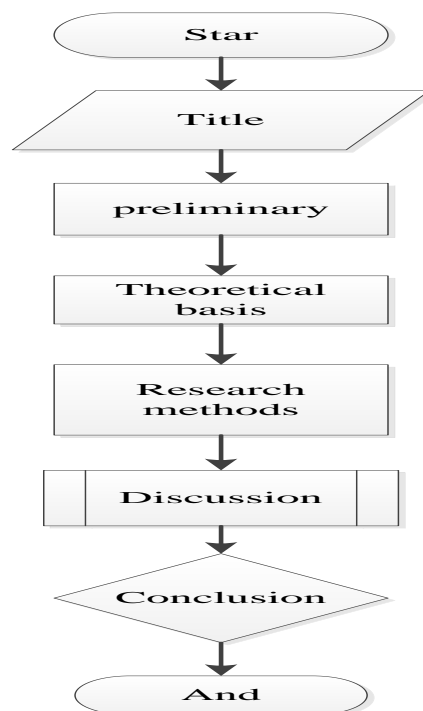 Star
Title
preliminary
Theoretical
basis
Research
methods
Discussion
Conclusion
And